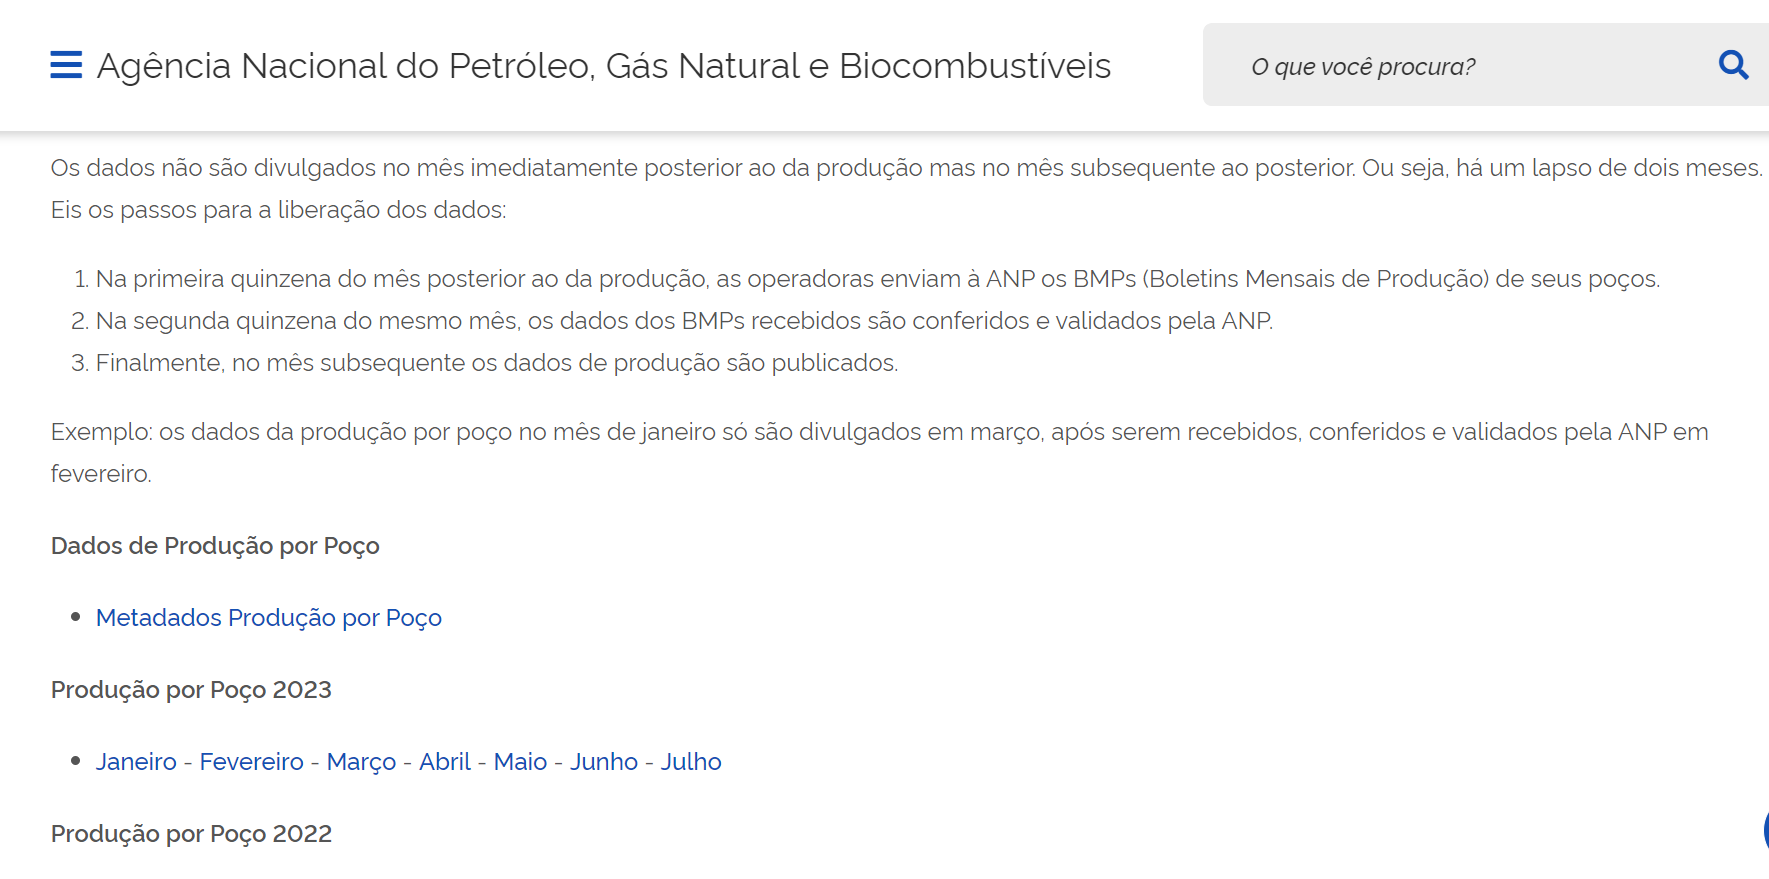 Agência Nacional do Petróleo, Gás Natural e Biocombustíveis
O que você procura?
Os dados não são divulgados no mês imediatamente posterior ao da produção mas no mês subsequente ao posterior. Ou seja, há um lapso de dois meses.
Eis os passos para a liberação dos dados:
1. Na primeira quinzena do mês posterior ao da produção, as operadoras enviam à ANP os BMPs (Boletins Mensais de Produção) de seus poços.
2. Na segunda quinzena do mesmo mês, os dados dos BMPs recebidos são conferidos e validados pela ANP.
3. Finalmente, no mês subsequente os dados de produção são publicados.
Exemplo: os dados da produção por poço no mês de janeiro só são divulgados em março, após serem recebidos, conferidos e validados pela ANP em
fevereiro.
Dados de Produção por Poço
• Metadados Produção por Poço
Produção por Poço 2023
• Janeiro - Fevereiro - Março - Abril - Maio - Junho - Julho
Produção por Poço 2022